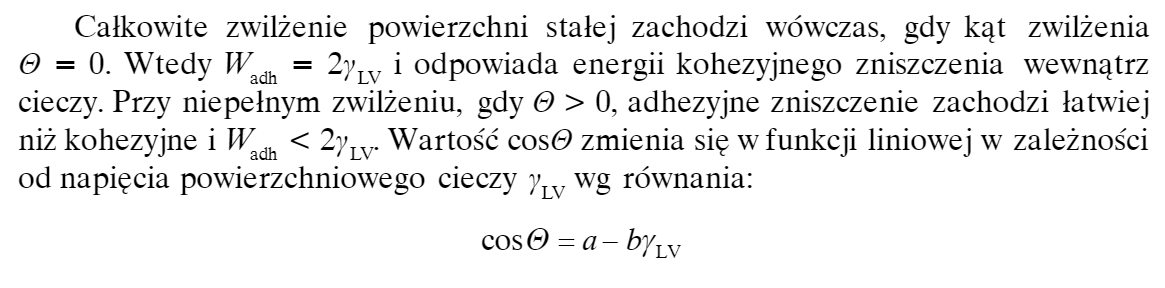 Całkowite zwilżenie powierzchni stałej zachodzi wówczas, gdy kąt zwilżenia
Θ = 0. Wtedy W_adh = 2γ_LV i odpowiada energii kohezyjnego zniszczenia wewnątrz
cieczy. Przy niepełnym zwilżeniu, gdy Θ > 0, adhezyjne zniszczenie zachodzi łatwiej
niż kohezyjne i W_adh < 2γ_LV. Wartość cosΘ zmienia się w funkcji liniowej w zależności
od napięcia powierzchniowego cieczy γ_LV wg równania:
cosΘ = a – bγ_LV